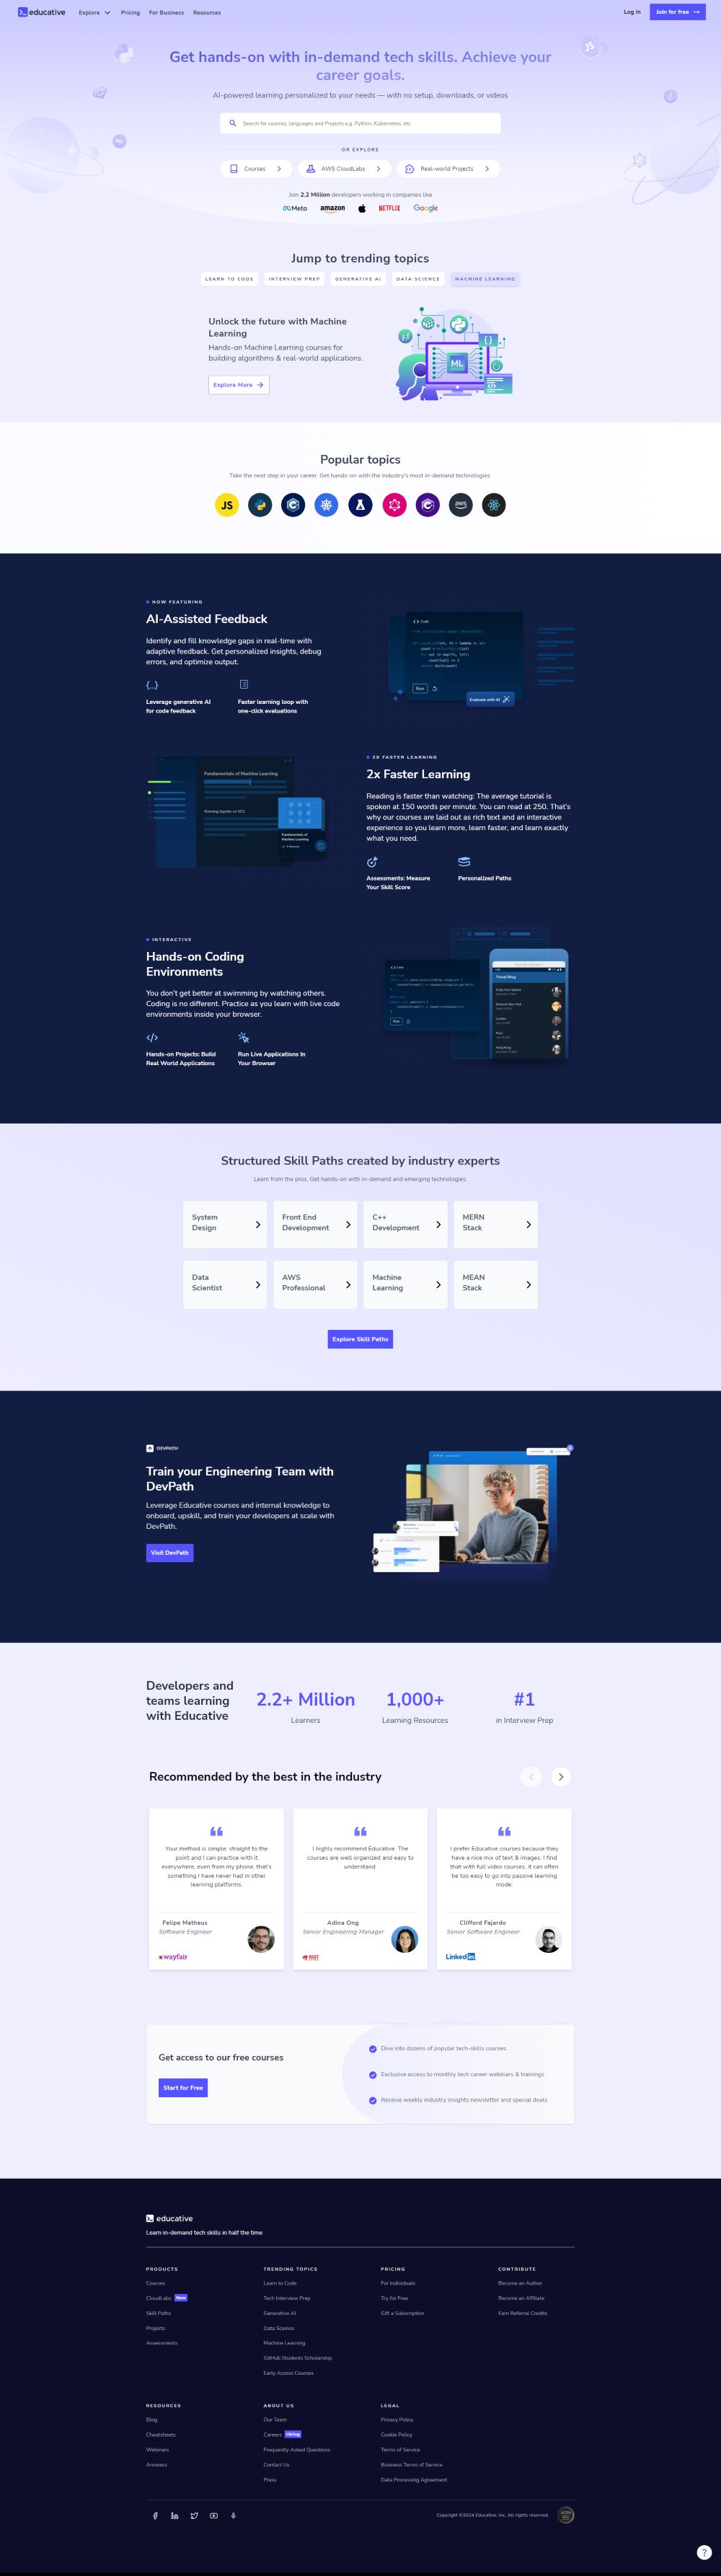 educative
Explore
Pricing
For Business
Resources
Log In
Join for free
Get hands-on with in-demand tech skills. Achieve your
career goals.
AI-powered learning personalized to your needs — with no setup, downloads, or videos
Search for courses, languages and Projects e.g. Python, Kubernetes, etc.
OR EXPLORE
Courses
AWS CloudLabs
Real-world Projects
Join 2.2 Million developers working in companies like
Meta
amazon
NETFLIX
Google
Jump to trending topics
LEARN TO CODE
INTERVIEW PREP
GENERATIVE AI
DATA SCIENCE
MACHINE LEARNING
Unlock the future with Machine
Learning
Hands-on Machine Learning courses for
building algorithms & real-world applications.
Explore More
ML
Popular topics
Take the next step in your career. Get hands-on with the industry's most in-demand technologies.
JS
aws
NOW FEATURING
AI-Assisted Feedback
Identify and fill knowledge gaps in real-time with
adaptive feedback. Get personalized insights, debug
errors, and optimize output.
Leverage generative AI
for code feedback
Faster learning loop with
one-click evaluations
Run
Evaluate with AI
Fundamentals of Machine Learning
Running Jupyter on EC2
Fundamentals of
Machine Learning
2X FASTER LEARNING
2x Faster Learning
Reading is faster than watching: The average tutorial is
spoken at 150 words per minute. You can read at 250. That's
why our courses are laid out as rich text and an interactive
experience so you learn more, learn faster, and learn exactly
what you need.
Assessments: Measure
Your Skill Score
Personalized Paths
INTERACTIVE
Hands-on Coding
Environments
You don't get better at swimming by watching others.
Coding is no different. Practice as you learn with live code
environments inside your browser.
Hands-on Projects: Build
Real World Applications
Run Live Applications In
Your Browser
Run
Travel Blog
London
Paris
Hong Kong
Structured Skill Paths created by industry experts
Learn from the pros. Get hands-on with in-demand and emerging technologies.
System
Design
Front End
Development
C++
Development
MERN
Stack
Data
Scientist
AWS
Professional
Machine
Learning
MEAN
Stack
Explore Skill Paths
DEVPATH
Train your Engineering Team with
DevPath
Leverage Educative courses and internal knowledge to
onboard, upskill, and train your developers at scale with
DevPath.
Visit DevPath
Developers and
teams learning
with Educative
2.2+ Million
Learners
1,000+
Learning Resources
#1
in Interview Prep
Recommended by the best in the industry
Your method is simple, straight to the
point and I can practice with it
everywhere, even from my phone, that's
something I have never had in other
learning platforms.
Felipe Matheus
Software Engineer
wayfair
I highly recommend Educative. The
courses are well organized and easy to
understand.
Adina Ong
Senior Engineering Manager
I prefer Educative courses because they
have a nice mix of text & images. I find
that with full video courses, it can often
be too easy to go into passive learning
mode.
Clifford Fajardo
Senior Software Engineer
Linked in
Get access to our free courses
Start for Free
Dive into dozens of popular tech-skills courses
Exclusive access to monthly tech career webinars & trainings
Receive weekly industry insights newsletter and special deals
educative
Learn in-demand tech skills in half the time
PRODUCTS
Courses
CloudLabs New
Skill Paths
Projects
Assessments
TRENDING TOPICS
Learn to Code
Tech Interview Prep
Generative AI
Data Science
Machine Learning
GitHub Students Scholarship
Early Access Courses
PRICING
For Individuals
Try for Free
Gift a Subscription
CONTRIBUTE
Become an Author
Become an Affiliate
Earn Referral Credits
RESOURCES
Blog
Cheatsheets
Webinars
Answers
ABOUT US
Our Team
Careers Hiring
Frequently Asked Questions
Contact Us
Press
LEGAL
Privacy Policy
Cookie Policy
Terms of Service
Business Terms of Service
Data Processing Agreement
Copyright ©2024 Educative, Inc. All rights reserved.
?